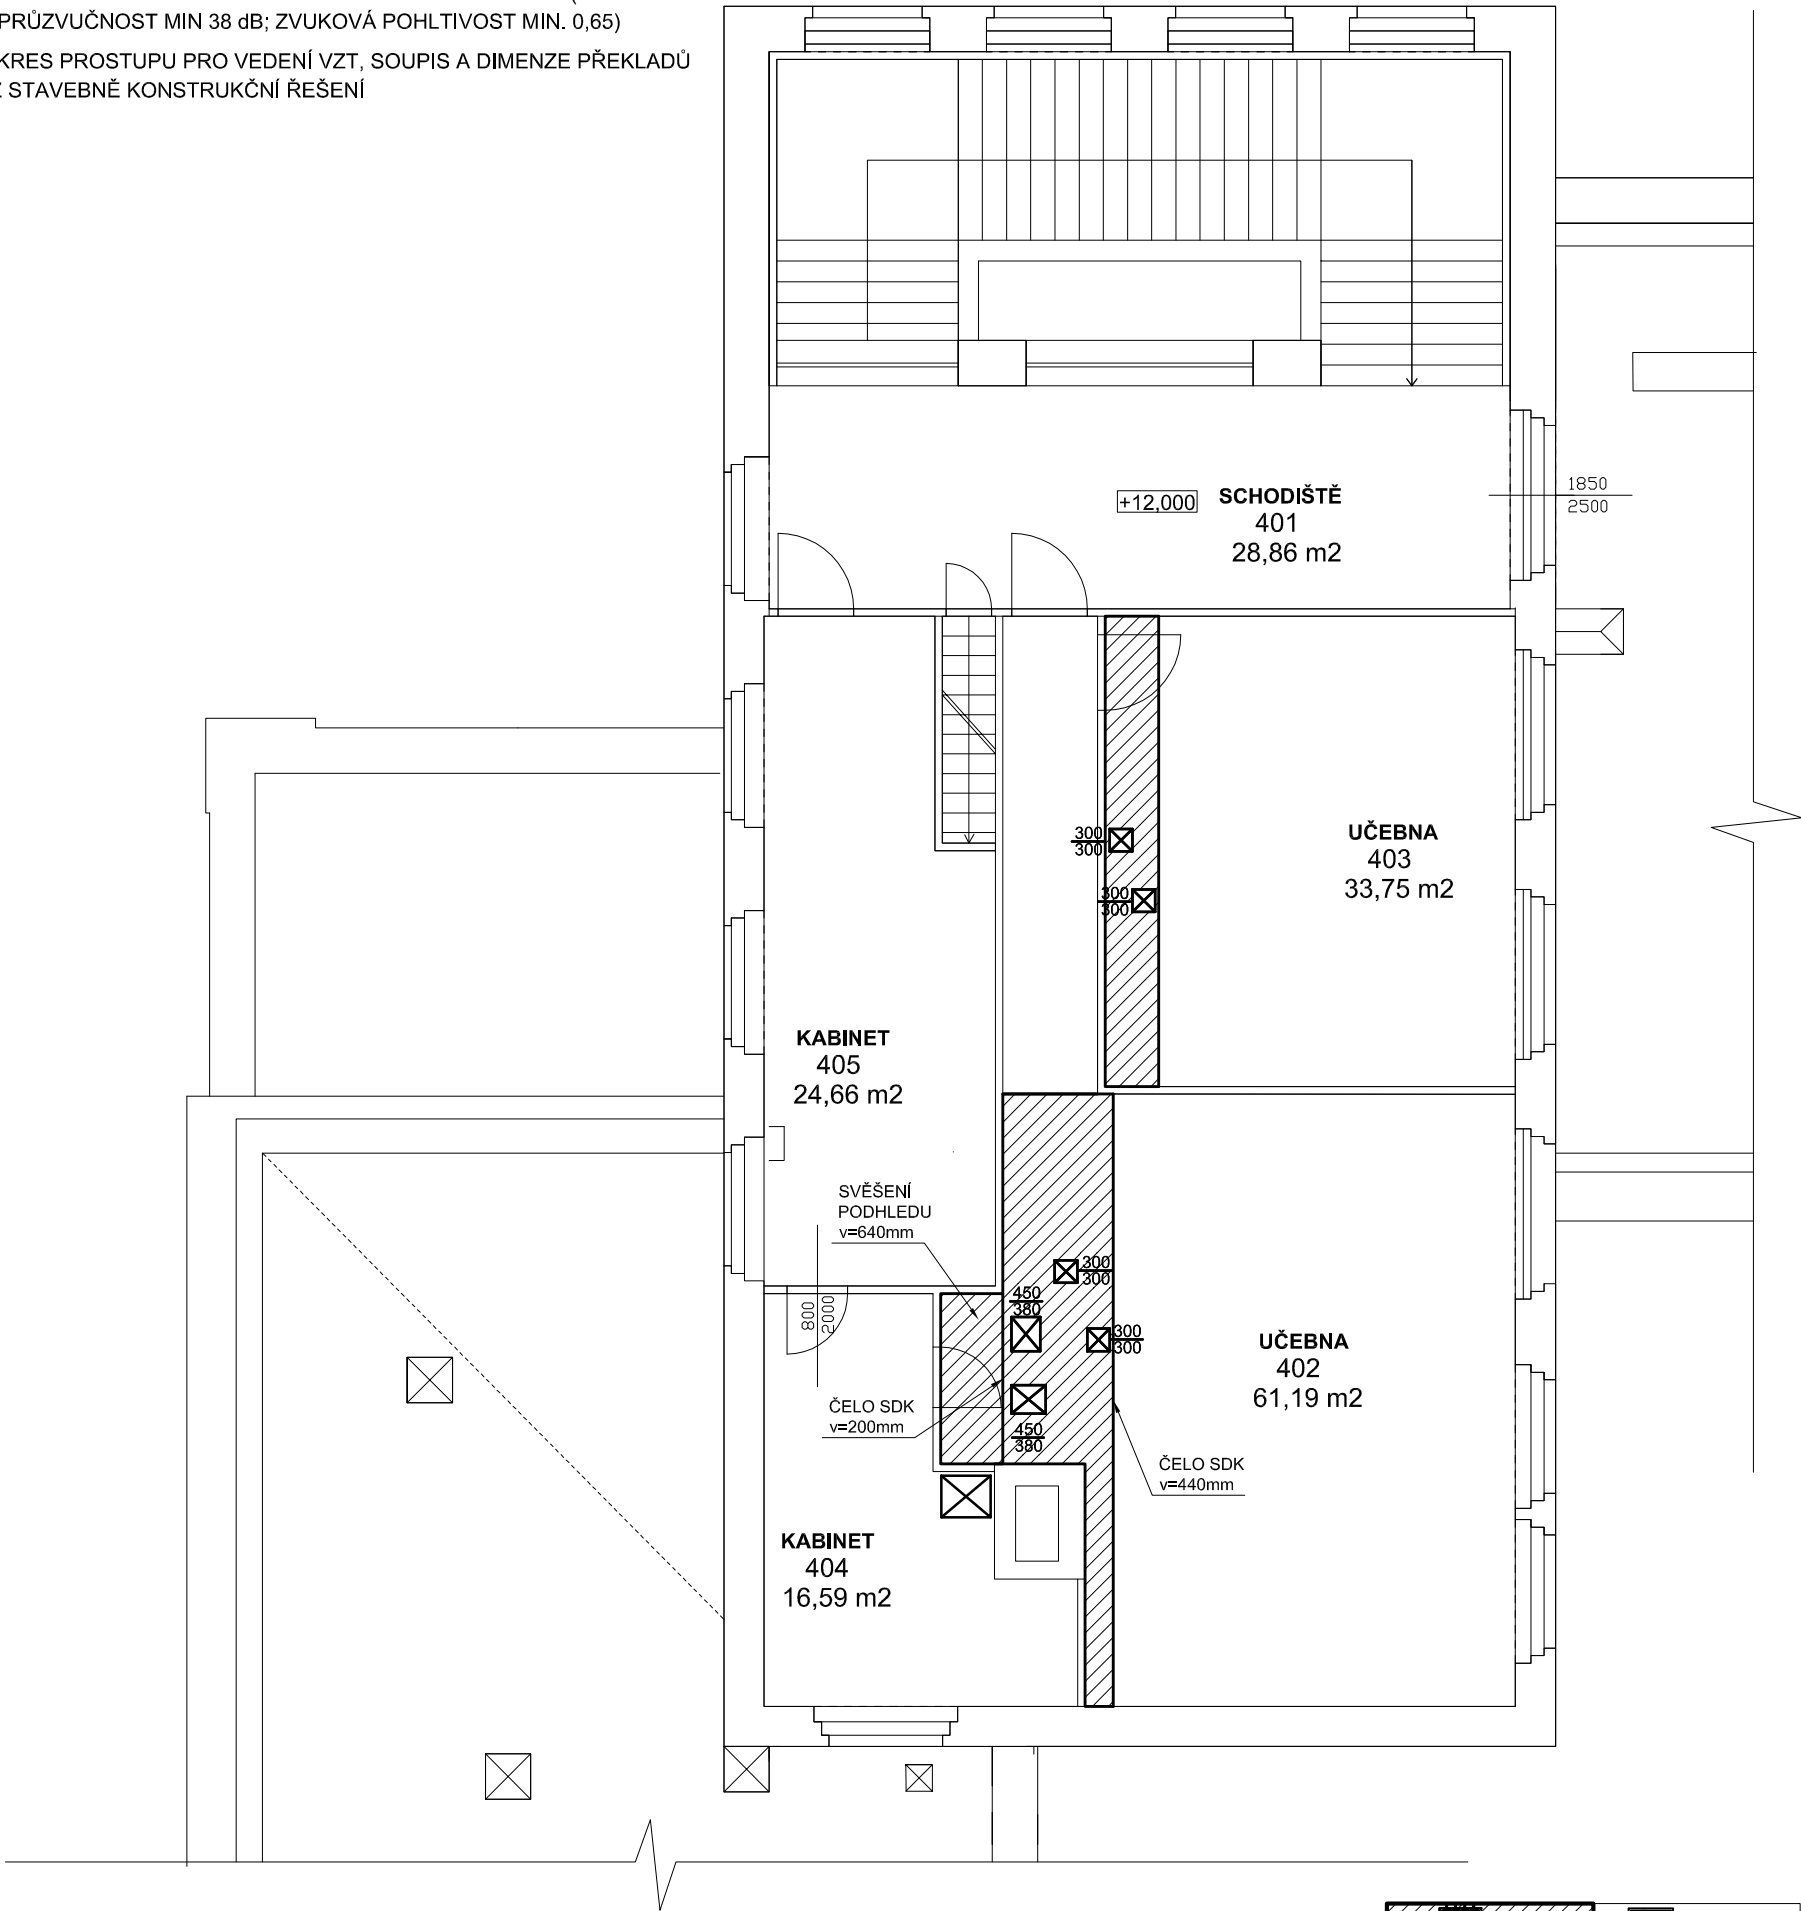 PRŮZVUČNOST MIN 38 dB; ZVUKOVÁ POHLTIVOST MIN. 0,65)
KRES PROSTUPU PRO VEDENÍ VZT, SOUPIS A DIMENZE PŘEKLADŮ
STAVEBNĚ KONSTRUKČNÍ ŘEŠENÍ
+12,000
SCHODIŠTĚ
401
28,86 m2
1850
2500
300
300
300
300
UČEBNA
403
33,75 m2
KABINET
405
24,66 m2
SVĚŠENÍ
PODHLEDU
v=640mm
300
300
450
380
800
2000
300
300
UČEBNA
402
61,19 m2
ČELO SDK
v=200mm
450
380
ČELO SDK
v=440mm
KABINET
404
16,59 m2